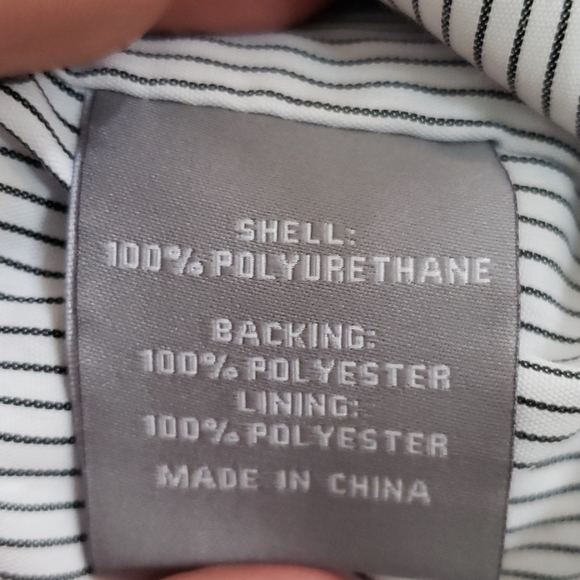 SHELL:
100% POLYURETHANE
BACKING:
100% POLYESTER
LINING:
100% POLYESTER
MADE IN CHINA